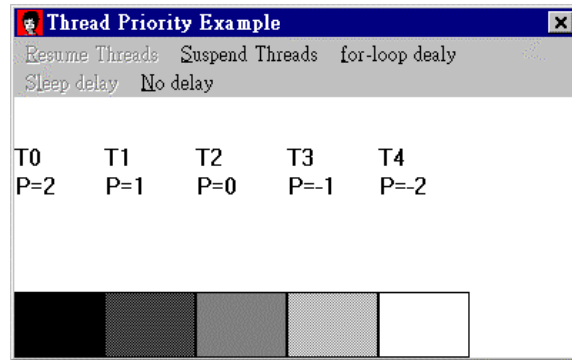 Thread Priority Example
Resume Threads Suspend Threads for-loop dealy
Sleep delay No delay
T0 T1 T2 T3 T4
P=2 P=1 P=0 P=-1 P=-2